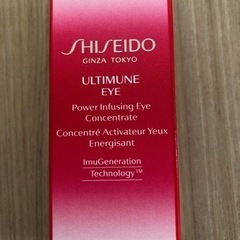 SHISEIDO
GINZA TOKYO
ULTIMUNE
EYE
Power Infusing Eye
Concentrate
Concentré Activateur Yeux
Energisant
ImuGeneration
Technology™